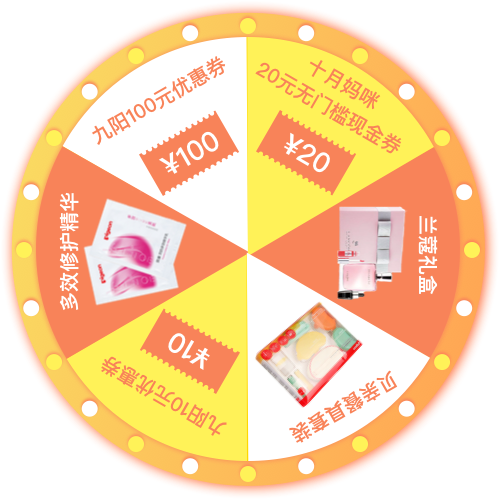 十月妈咪
20元无门槛现金券
¥20
兰蔻礼盒
贝亲餐具套装
九阳10元优惠券
¥10
多效修护精华
九阳100元优惠券
¥100